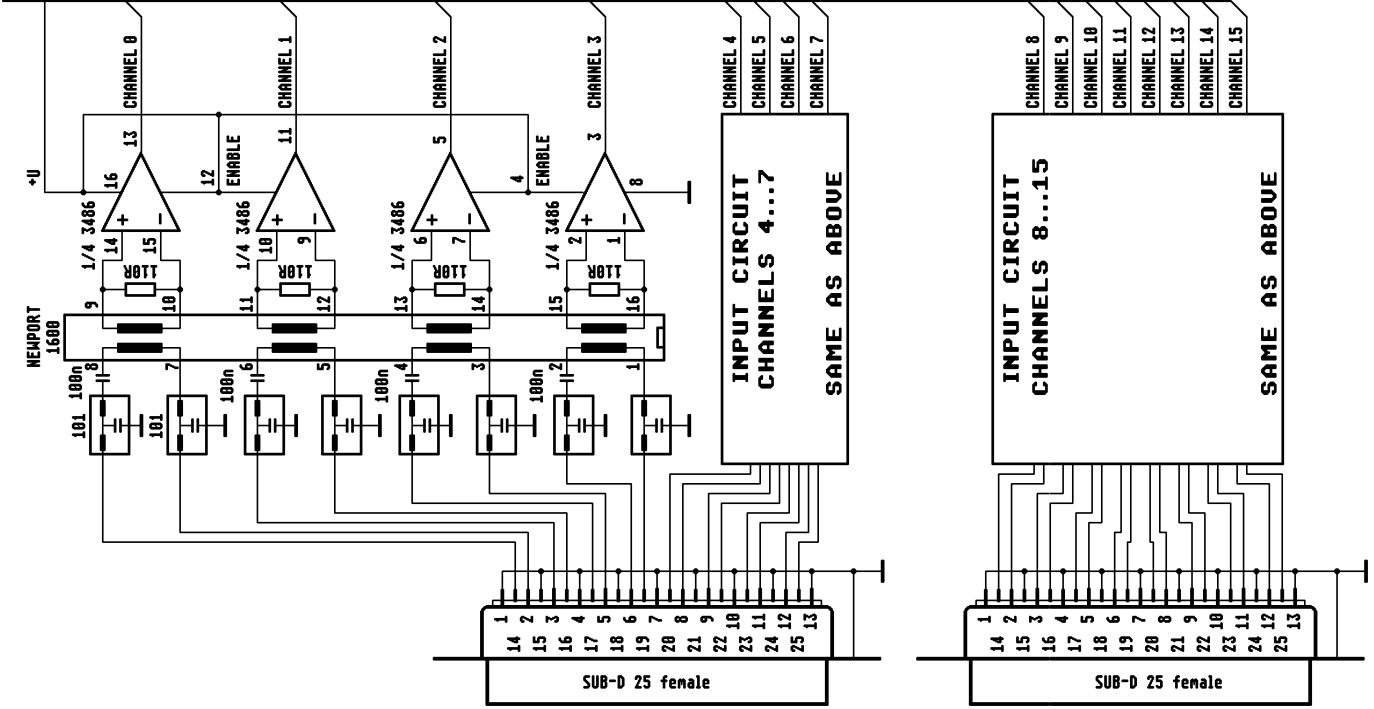 CHANNEL 0
CHANNEL 1
CHANNEL 2
CHANNEL 3
CHANNEL 4
CHANNEL 5
CHANNEL 6
CHANNEL 7
CHANNEL 8
CHANNEL 9
CHANNEL 10
CHANNEL 11
CHANNEL 12
CHANNEL 13
CHANNEL 14
CHANNEL 15
+U
13
11
5
3
16
12
ENABLE
4
ENABLE
8
1/4 3486
+
−
14
15
1/4 3486
+
−
10
9
1/4 3486
+
−
6
7
1/4 3486
+
−
2
1
110R
110R
110R
110R
9
10
11
12
13
14
15
16
NEWPORT
1600
8
7
6
5
4
3
2
1
100n
100n
100n
100n
101
101
INPUT CIRCUIT
CHANNELS 4...7
SAME AS ABOVE
INPUT CIRCUIT
CHANNELS 8...15
SAME AS ABOVE
1
2
3
4
5
6
7
8
9
10
11
12
13
14
15
16
17
18
19
20
21
22
23
24
25
SUB-D 25 female
1
2
3
4
5
6
7
8
9
10
11
12
13
14
15
16
17
18
19
20
21
22
23
24
25
SUB-D 25 female